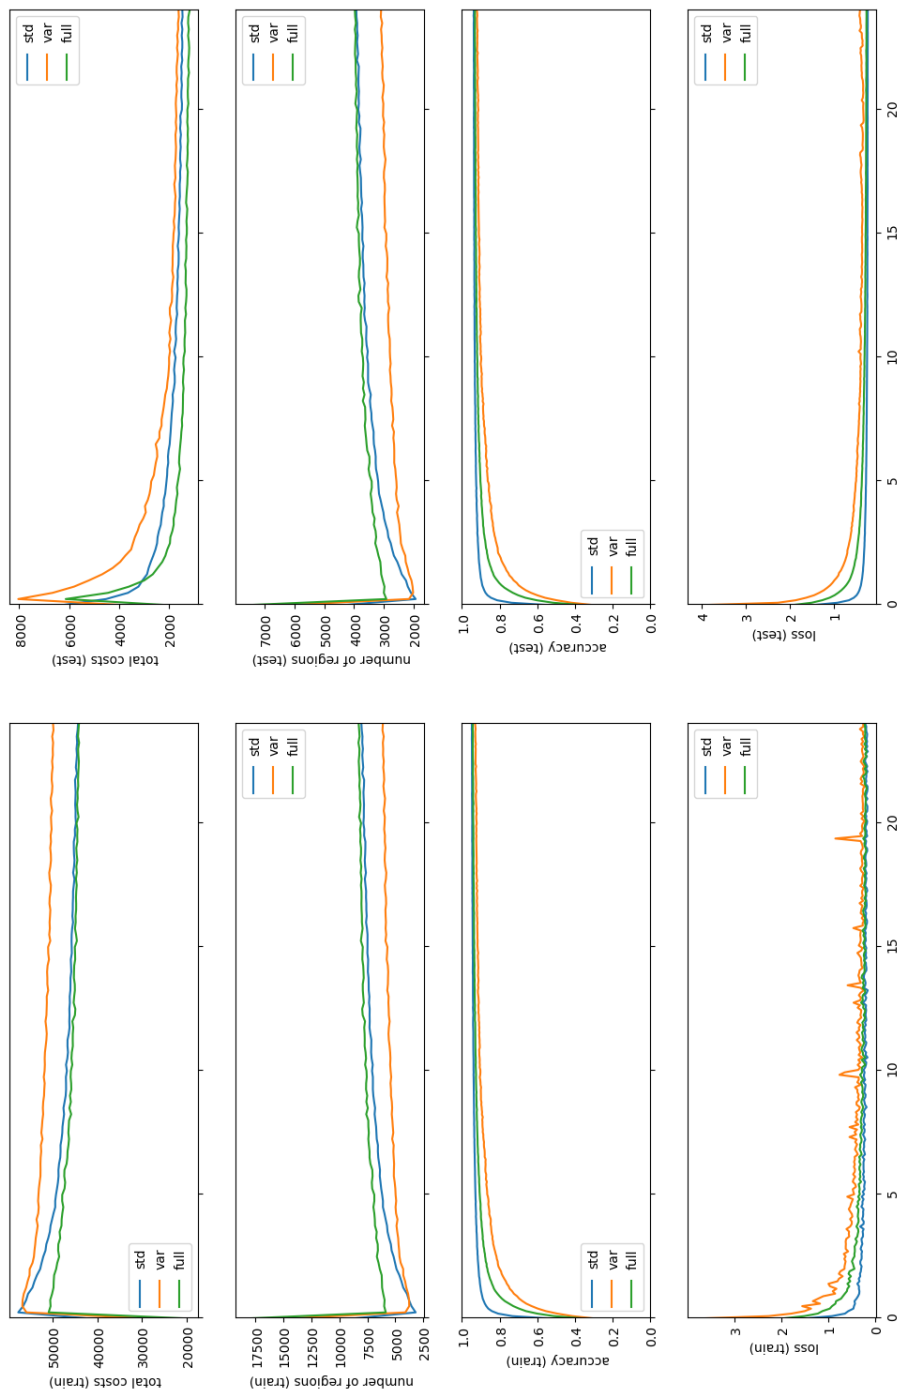 total costs (train)
50000
40000
30000
20000
std
var
full
total costs (test)
8000
6000
4000
2000
std
var
full
number of regions (train)
17500
15000
12500
10000
7500
5000
2500
std
var
full
number of regions (test)
7000
6000
5000
4000
3000
2000
std
var
full
accuracy (train)
1.0
0.8
0.6
0.4
0.2
0.0
std
var
full
accuracy (test)
1.0
0.8
0.6
0.4
0.2
0.0
std
var
full
loss (train)
3
2
1
0
std
var
full
0 5 10 15 20
loss (test)
4
3
2
1
std
var
full
0 5 10 15 20